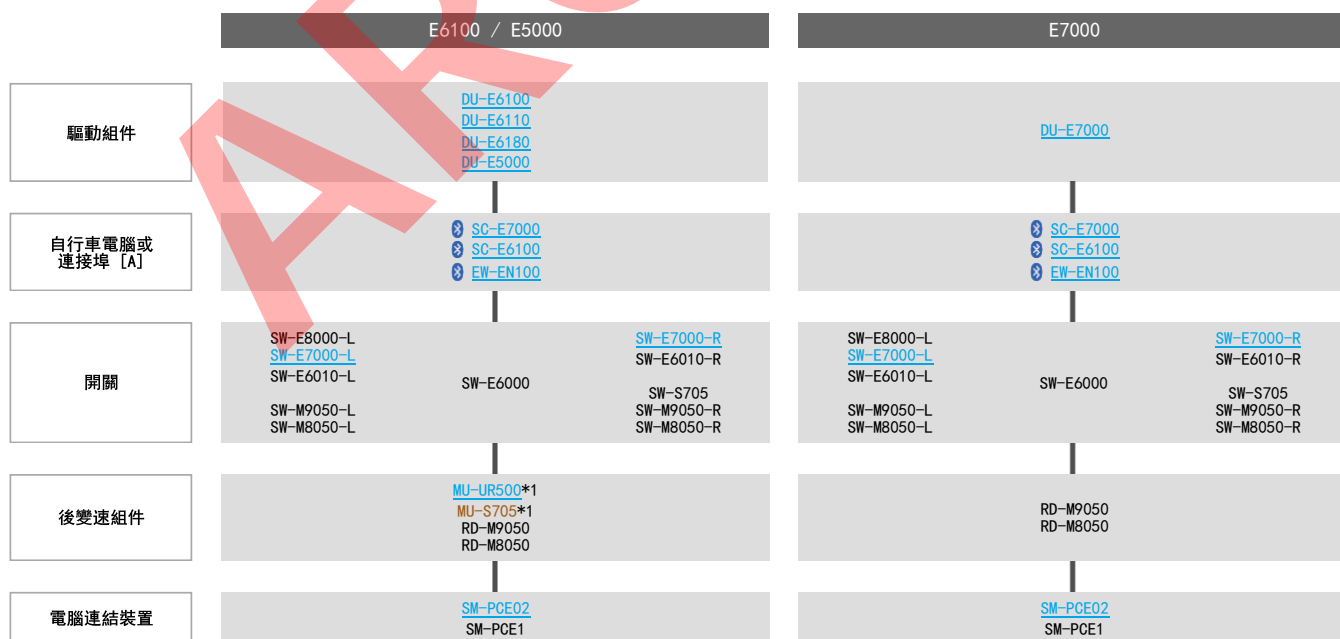 E6100 / E5000
E7000
驅動組件
DU-E6100
DU-E6110
DU-E6180
DU-E5000
DU-E7000
自行車電腦或
連接埠 [A]
SC-E7000
SC-E6100
EW-EN100
SC-E7000
SC-E6100
EW-EN100
開關
SW-E8000-L
SW-E7000-L
SW-E6010-L
SW-M9050-L
SW-M8050-L
SW-E6000
SW-E7000-R
SW-E6010-R
SW-S705
SW-M9050-R
SW-M8050-R
SW-E8000-L
SW-E7000-L
SW-E6010-L
SW-M9050-L
SW-M8050-L
SW-E6000
SW-E7000-R
SW-E6010-R
SW-S705
SW-M9050-R
SW-M8050-R
後變速組件
MU-UR500*1
MU-S705*1
RD-M9050
RD-M8050
RD-M9050
RD-M8050
電腦連結裝置
SM-PCE02
SM-PCE1
SM-PCE02
SM-PCE1